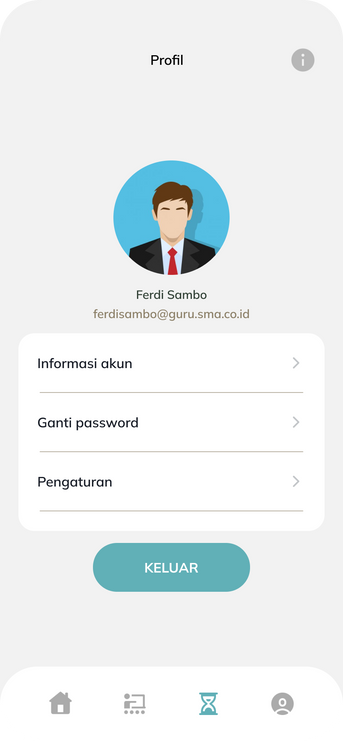 Profil
Ferdi Sambo
ferdisambo@guru.sma.co.id
Informasi akun
Ganti password
Pengaturan
KELUAR